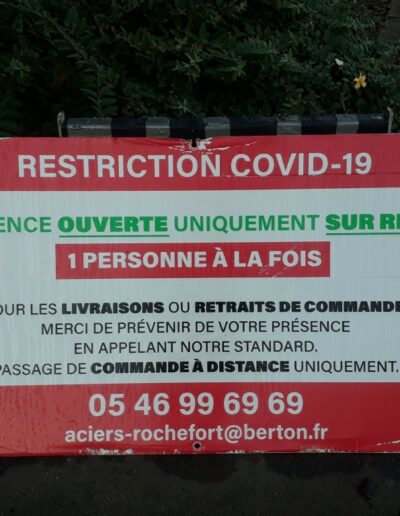 RESTRICTION COVID-19
ENCE OUVERTE UNIQUEMENT SUR R
1 PERSONNE À LA FOIS
OUR LES LIVRAISONS OU RETRAITS DE COMMANDE
MERCI DE PRÉVENIR DE VOTRE PRÉSENCE
EN APPELANT NOTRE STANDARD.
PASSAGE DE COMMANDE À DISTANCE UNIQUEMENT.
05 46 99 69 69
aciers-rochefort@berton.fr